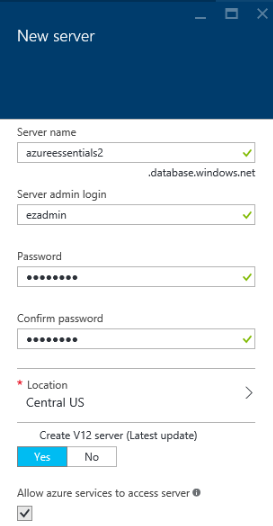 New server
Server name
azureessentials2
.database.windows.net
Server admin login
ezadmin
Password
••••••••
Confirm password
••••••••
* Location
Central US
Create V12 server (Latest update)
Yes No
Allow azure services to access server